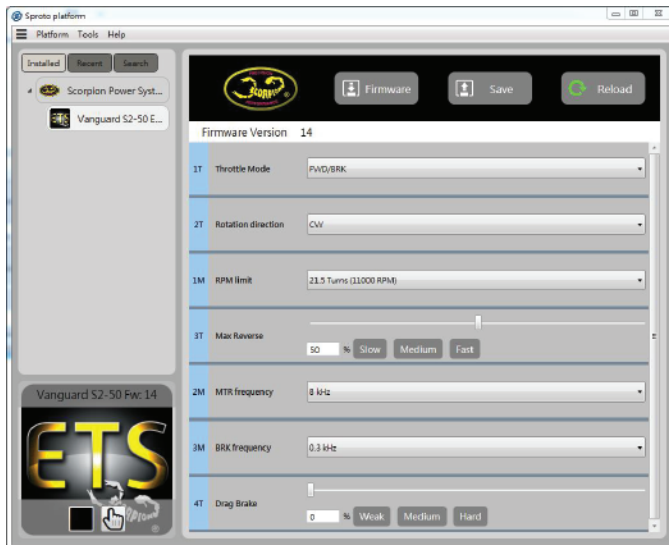 Sproto platform
Platform Tools Help
Installed Recent Search
Scorpion Power Syst...
Vanguard S2-50 E...
SCORPION
Firmware Save Reload
Firmware Version 14
1T Throttle Mode FWD/BRK
2T Rotation direction CW
1M RPM limit 21.5 Turns (11000 RPM)
3T Max Reverse
50 % Slow Medium Fast
2M MTR frequency 8 kHz
3M BRK frequency 0.3 kHz
4T Drag Brake
0 % Weak Medium Hard
Vanguard S2-50 Fw: 14
ETS